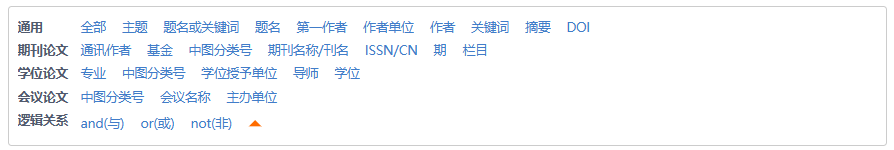 通用 全部 主题 题名或关键词 题名 第一作者 作者单位 作者 关键词 摘要 DOI
期刊论文 通讯作者 基金 中图分类号 期刊名称/刊名 ISSN/CN 期 栏目
学位论文 专业 中图分类号 学位授予单位 导师 学位
会议论文 中图分类号 会议名称 主办单位
逻辑关系 and(与) or(或) not(非)